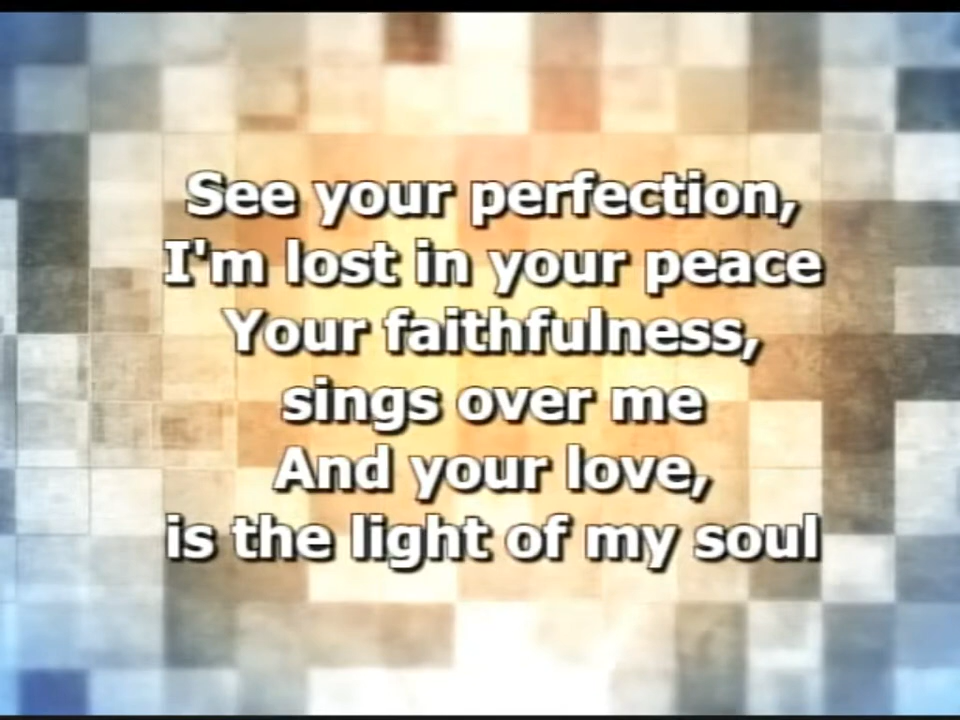 See your perfection,
I'm lost in your peace
Your faithfulness,
sings over me
And your love,
is the light of my soul